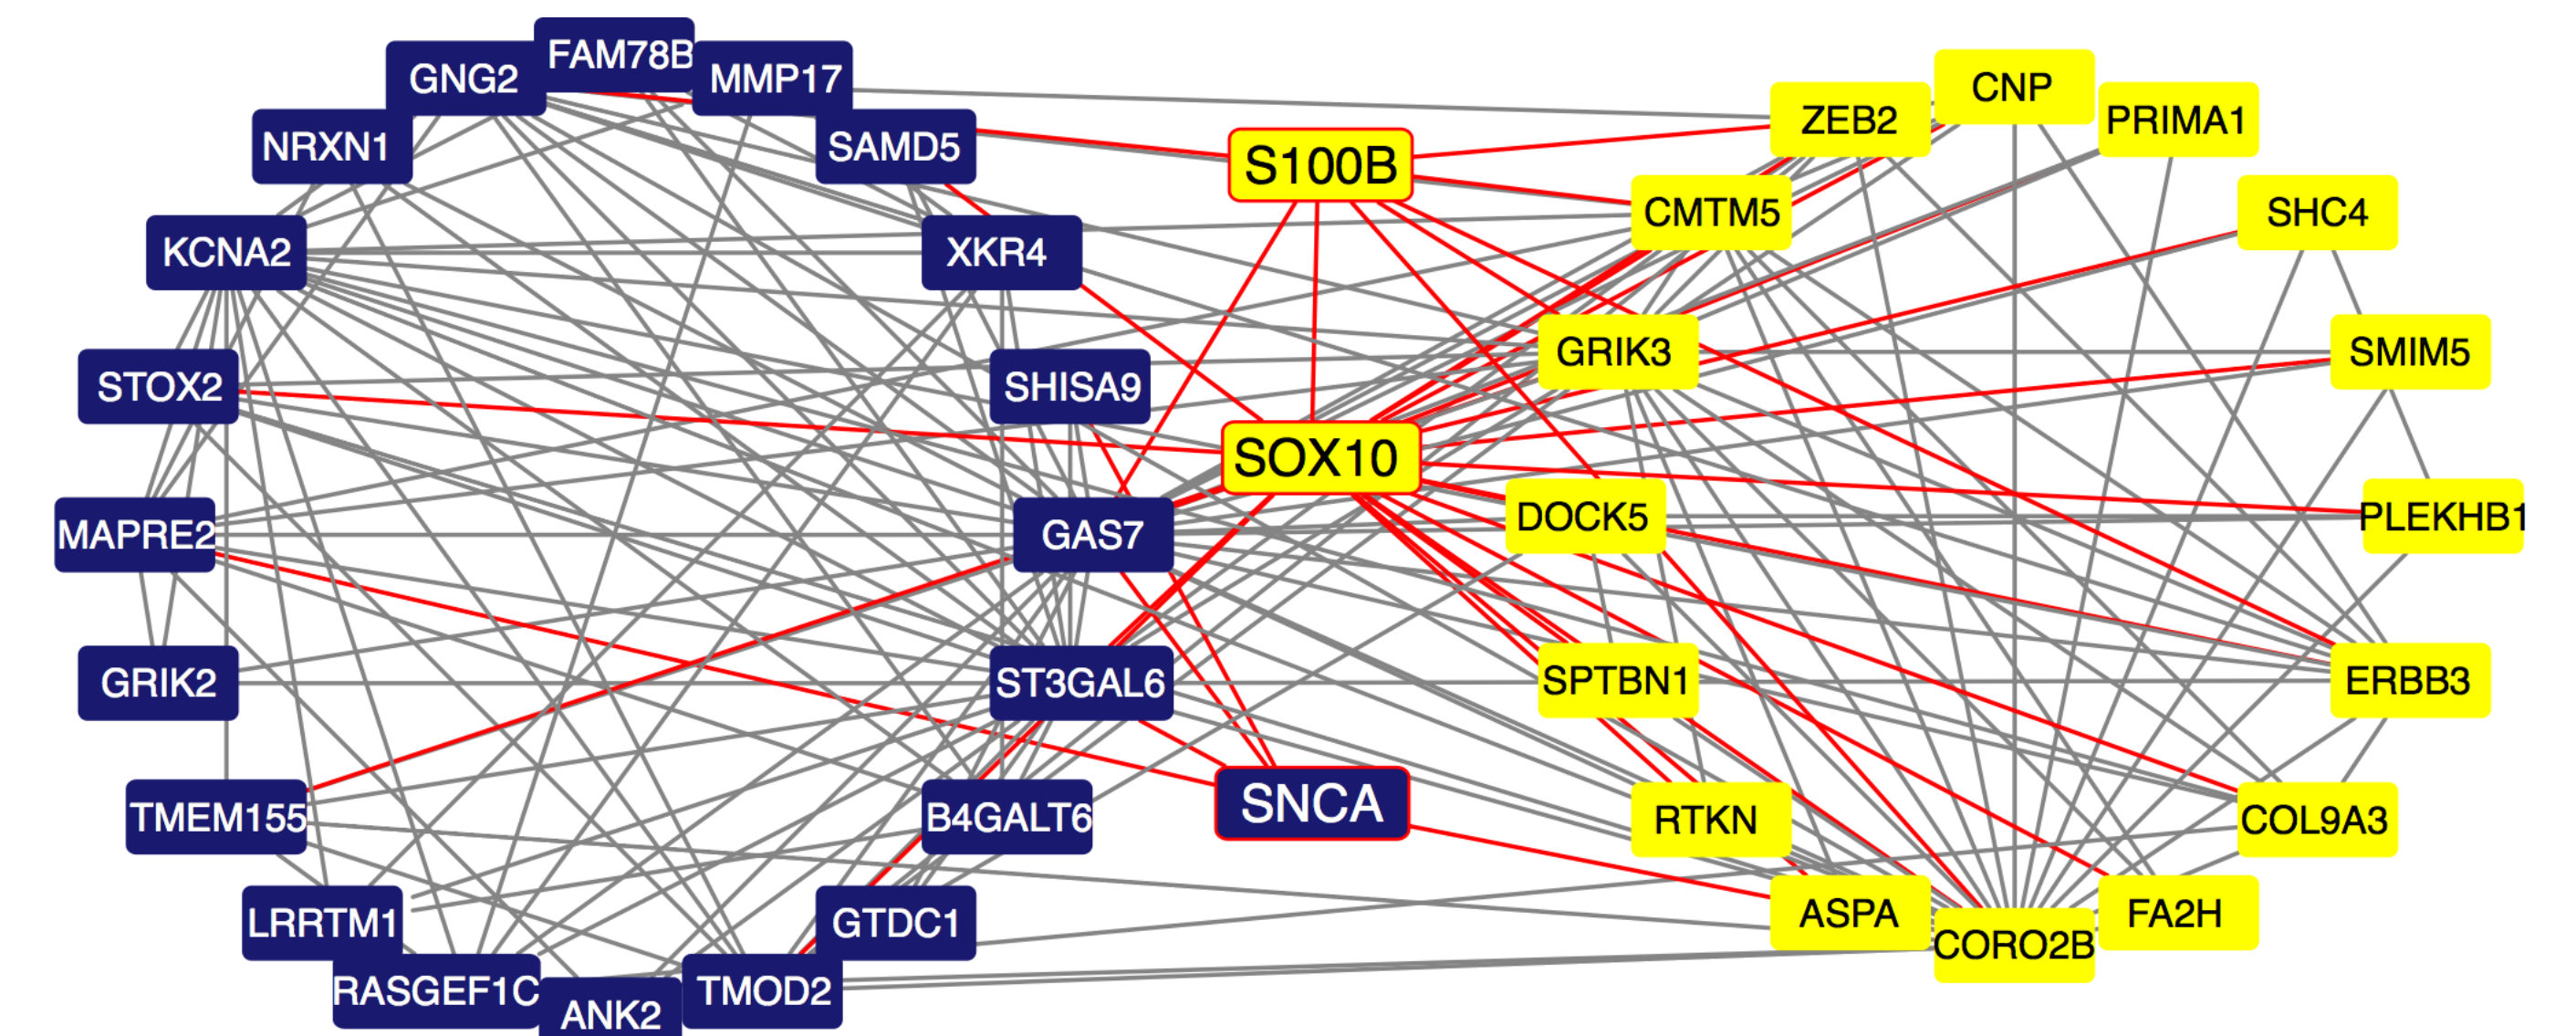 FAM78B
GNG2
MMP17
CNP
ZEB2
PRIMA1
NRXN1
SAMD5
S100B
CMTM5
SHC4
KCNA2
XKR4
GRIK3
SMIM5
STOX2
SHISA9
SOX10
DOCK5
PLEKHB1
MAPRE2
GAS7
GRIK2
ST3GAL6
SPTBN1
ERBB3
SNCA
TMEM155
B4GALT6
RTKN
COL9A3
LRRTM1
GTDC1
ASPA
FA2H
CORO2B
RASGEF1C
TMOD2
ANK2